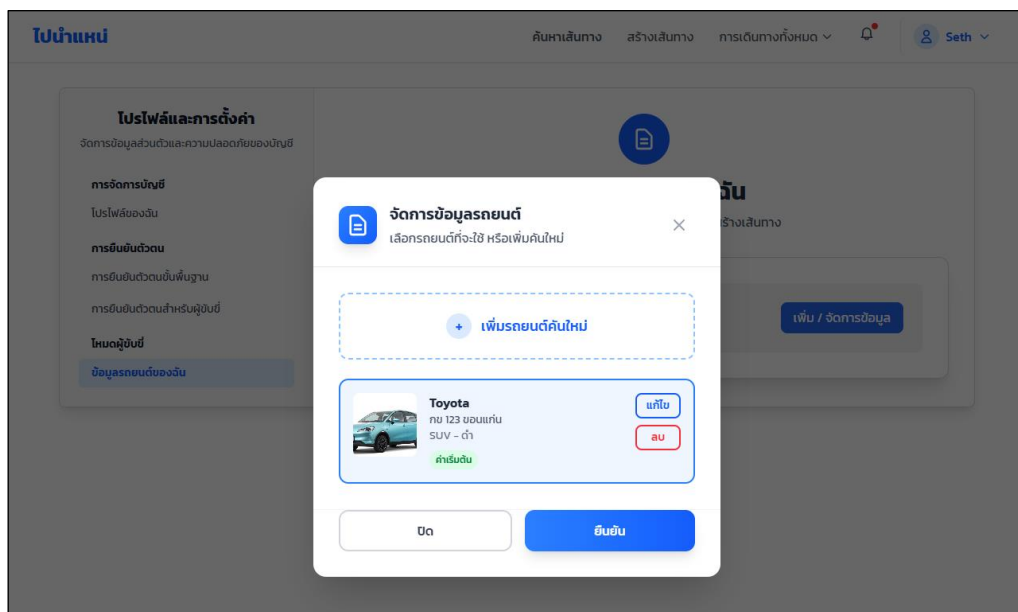 ไปนำแหน่
ค้นหาเส้นทาง สร้างเส้นทาง การเดินทางทั้งหมด Seth
โปรไฟล์และการตั้งค่า
จัดการข้อมูลส่วนตัวและความปลอดภัยของบัญชี
การจัดการบัญชี
โปรไฟล์ของฉัน
การยืนยันตัวตน
การยืนยันตัวตนขั้นพื้นฐาน
การยืนยันตัวตนสำหรับผู้ขับขี่
โหมดผู้ขับขี่
ข้อมูลรถยนต์ของฉัน
ฉัน
ร้างเส้นทาง
เพิ่ม / จัดการข้อมูล
จัดการข้อมูลรถยนต์
เลือกรถยนต์ที่จะใช้ หรือเพิ่มคันใหม่
+ เพิ่มรถยนต์คันใหม่
Toyota
กข 123 ขอนแก่น
SUV - ดำ
ค่าเริ่มต้น
แก้ไข
ลบ
ปิด
ยืนยัน